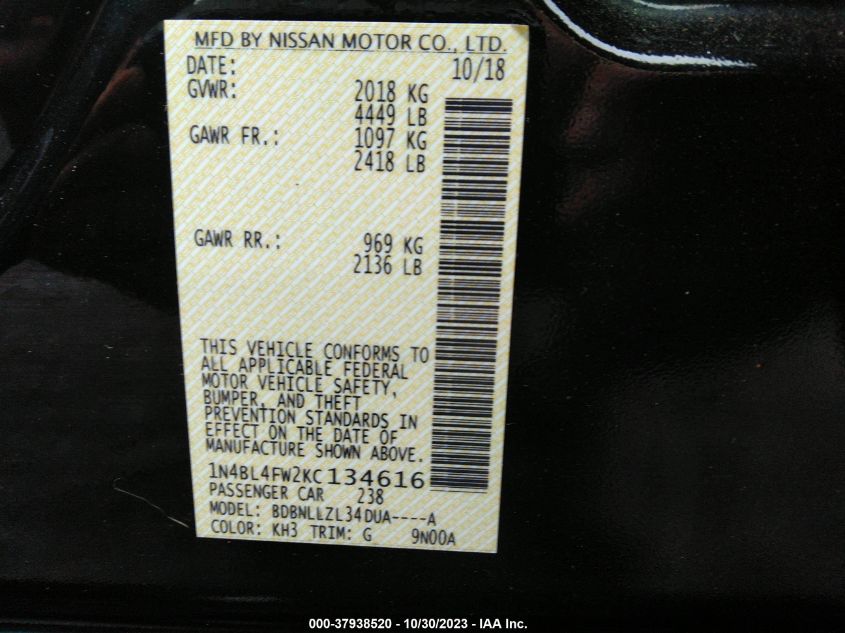 MFD BY NISSAN MOTOR CO., LTD.
DATE: 10/18
GVWR: 2018 KG
4449 LB
GAWR FR.: 1097 KG
2418 LB
GAWR RR.: 969 KG
2136 LB
THIS VEHICLE CONFORMS TO
ALL APPLICABLE FEDERAL
MOTOR VEHICLE SAFETY,
BUMPER, AND THEFT
PREVENTION STANDARDS IN
EFFECT ON THE DATE OF
MANUFACTURE SHOWN ABOVE.
1N4BL4FW2KC134616
PASSENGER CAR 238
MODEL: BDBNLLZL34DUA----A
COLOR: KH3 TRIM: G 9N00A
000-37938520 - 10/30/2023 - IAA Inc.